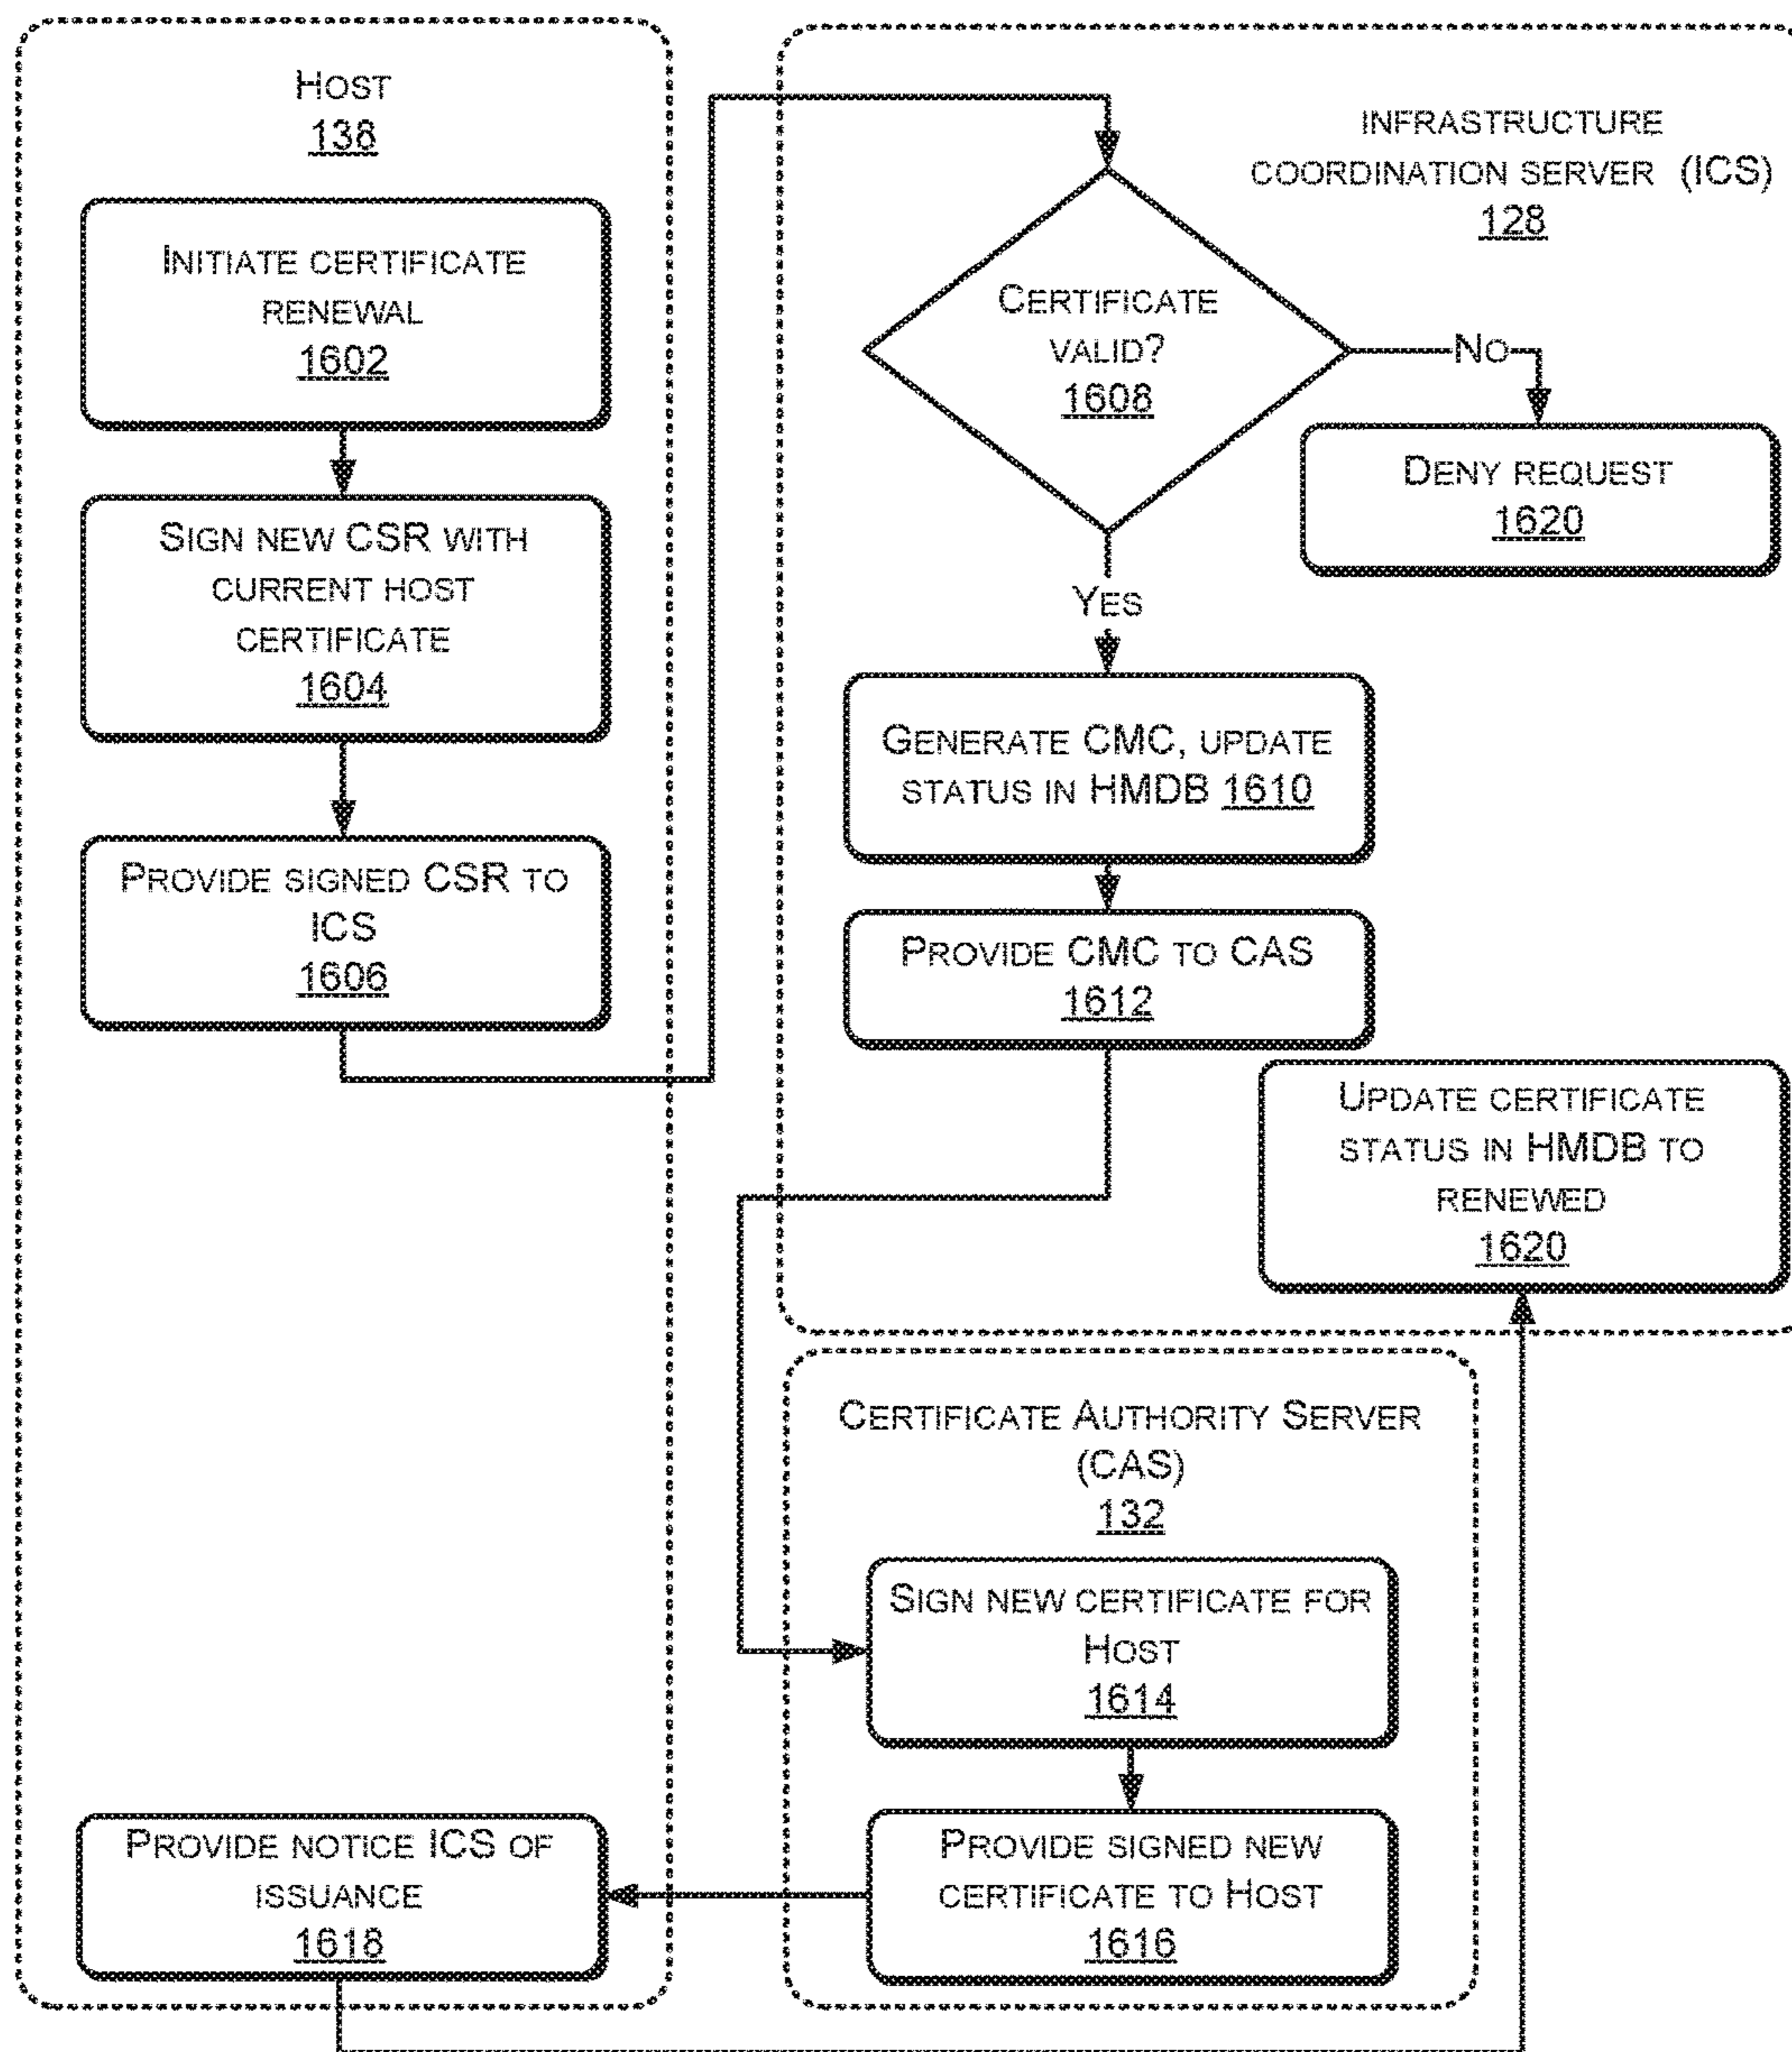 HOST
138
INITIATE CERTIFICATE
RENEWAL
1602
SIGN NEW CSR WITH
CURRENT HOST
CERTIFICATE
1604
PROVIDE SIGNED CSR TO
ICS
1606
INFRASTRUCTURE
COORDINATION SERVER (ICS)
128
CERTIFICATE
VALID?
1608
NO
DENY REQUEST
1620
YES
GENERATE CMC, UPDATE
STATUS IN HMDB 1610
PROVIDE CMC TO CAS
1612
UPDATE CERTIFICATE
STATUS IN HMDB TO
RENEWED
1620
CERTIFICATE AUTHORITY SERVER
(CAS)
132
SIGN NEW CERTIFICATE FOR
HOST
1614
PROVIDE SIGNED NEW
CERTIFICATE TO HOST
1616
PROVIDE NOTICE ICS OF
ISSUANCE
1618